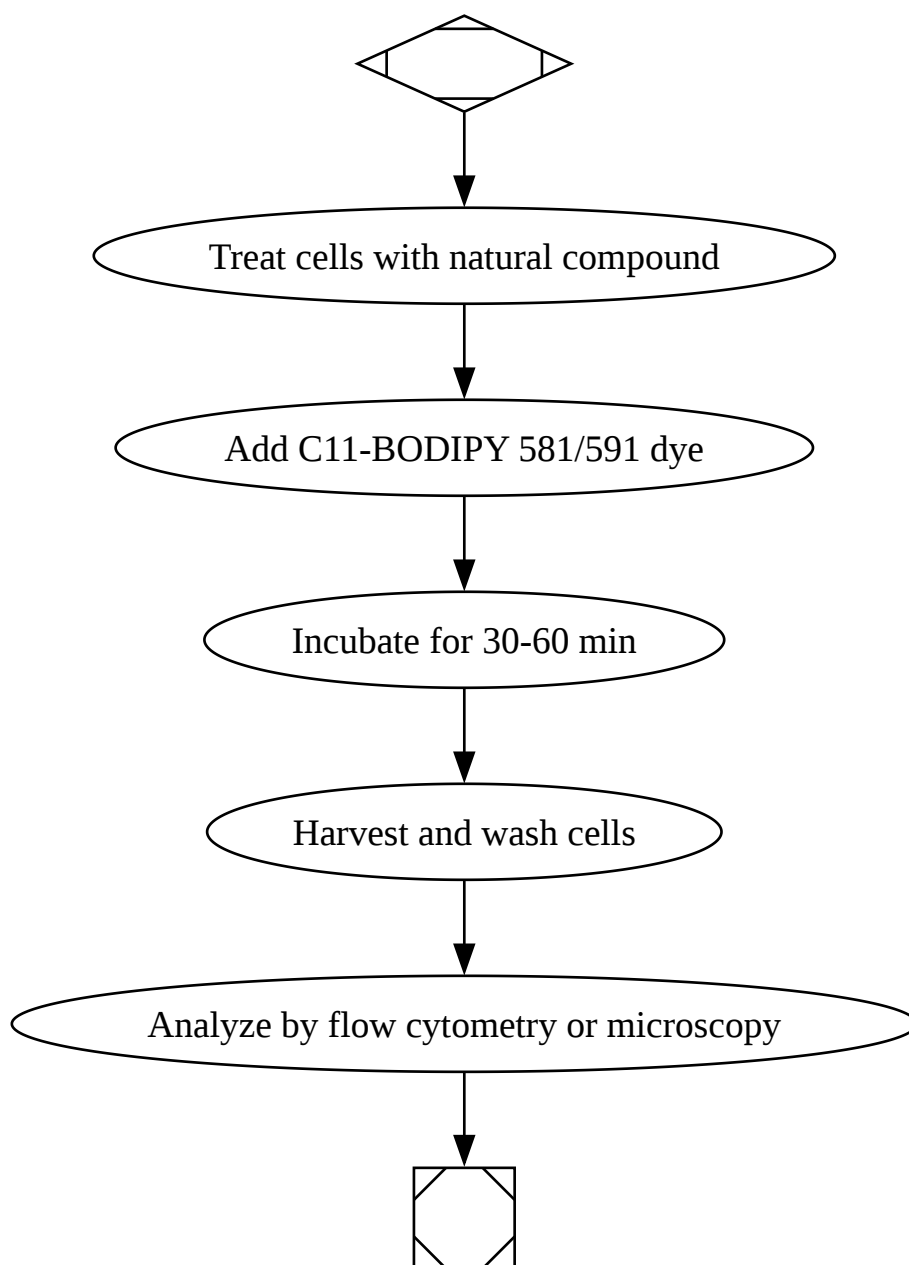 Treat cells with natural compound
Add C11-BODIPY 581/591 dye
Incubate for 30-60 min
Harvest and wash cells
Analyze by flow cytometry or microscopy